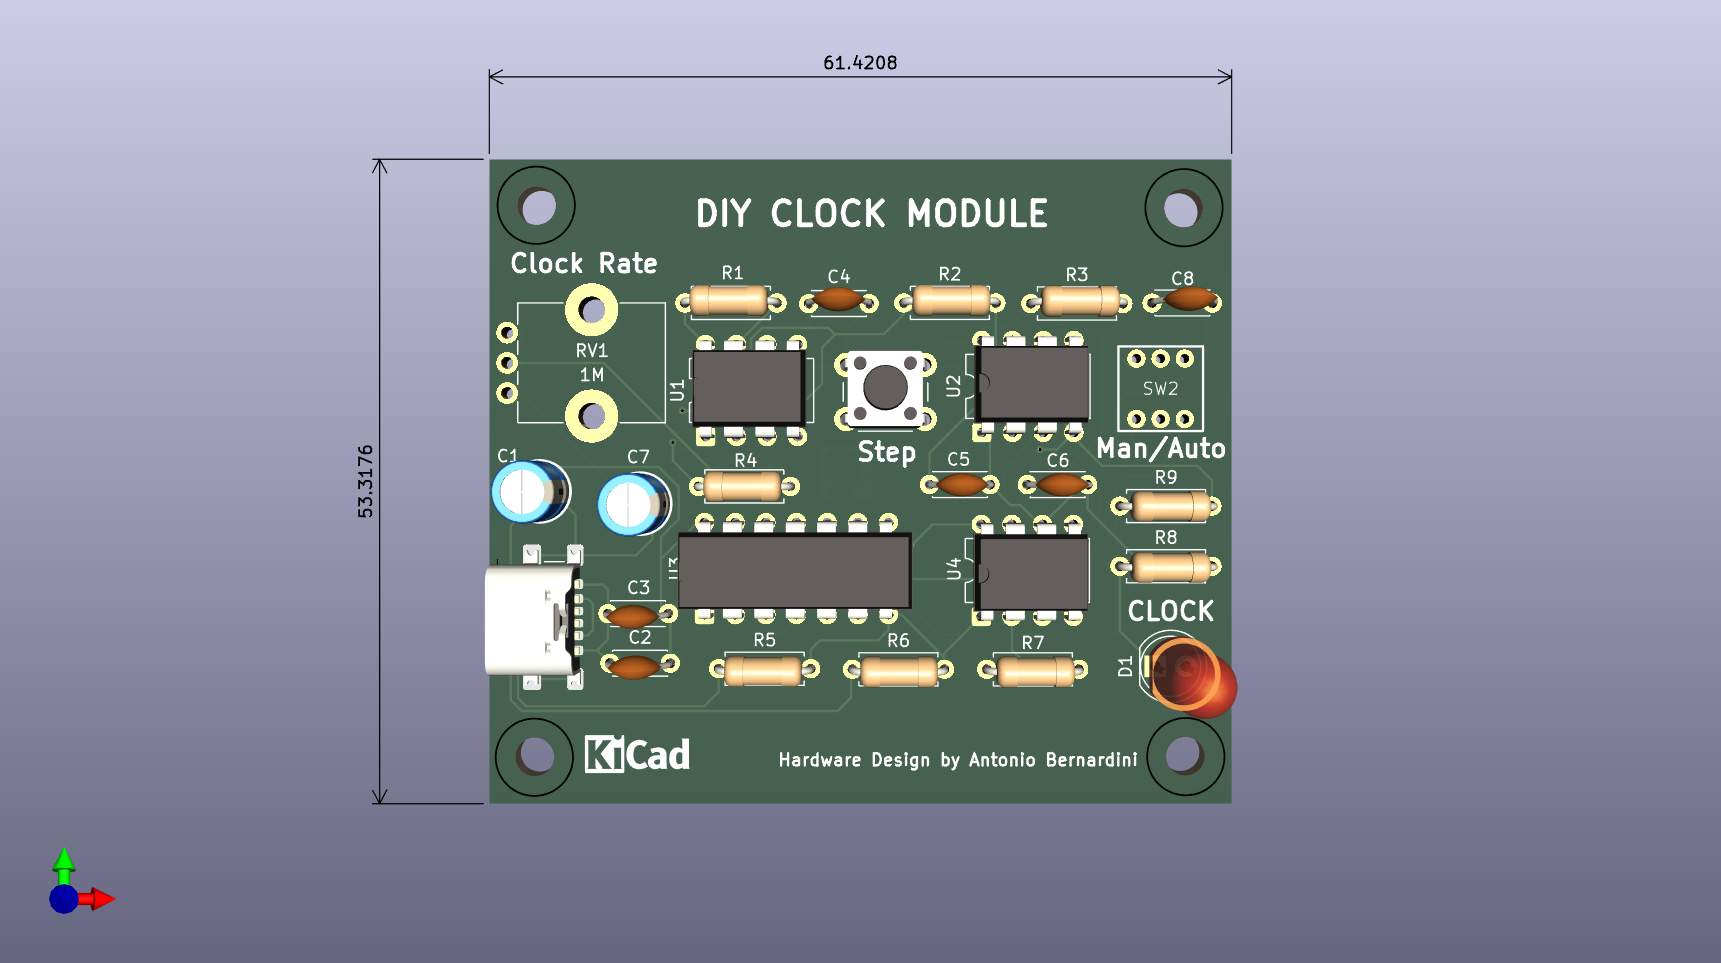 61.4208
53.3176
DIY CLOCK MODULE
Clock Rate
R1
C4
R2
R3
C8
RV1
1M
U1
U2
SW2
Step
Man/Auto
C1
C7
R4
C5
C6
R9
U3
U4
R8
C3
CLOCK
C2
R5
R6
R7
D1
KiCad
Hardware Design by Antonio Bernardini